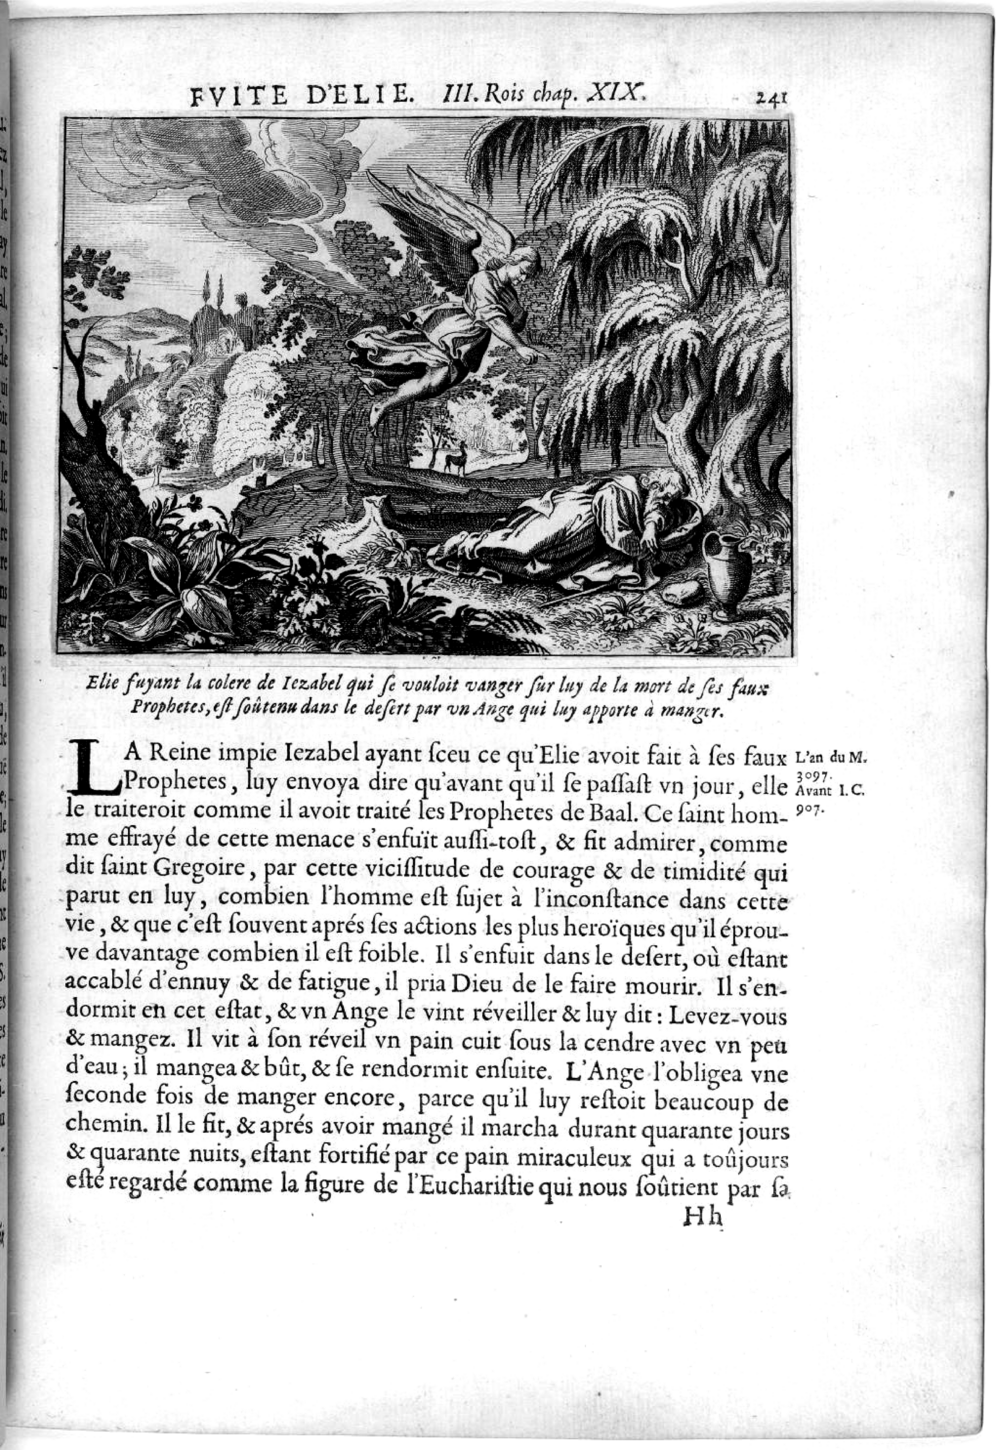 FVITE D'ELIE. III. Rois chap. XIX. 241
Elie fuyant la colere de Iezabel qui ſe vouloit vanger ſur luy de la mort de ſes faux
Prophetes, eſt ſoûtenu dans le deſert par vn Ange qui luy apporte à manger.
LA Reine impie Iezabel ayant ſceu ce qu'Elie avoit fait à ſes faux
Prophetes, luy envoya dire qu'avant qu'il ſe paſſaſt vn jour, elle
le traiteroit comme il avoit traité les Prophetes de Baal. Ce ſaint hom-
me effrayé de cette menace s'enfuït auſſi-toſt, & fit admirer, comme
dit ſaint Gregoire, par cette viciſſitude de courage & de timidité qui
parut en luy, combien l'homme eſt ſujet à l'inconſtance dans cette
vie, & que c'eſt ſouvent aprés ſes actions les plus heroïques qu'il éprou-
ve davantage combien il eſt foible. Il s'enfuit dans le deſert, où eſtant
accablé d'ennuy & de fatigue, il pria Dieu de le faire mourir. Il s'en-
dormit en cet eſtat, & vn Ange le vint réveiller & luy dit : Levez-vous
& mangez. Il vit à ſon réveil vn pain cuit ſous la cendre avec vn peu
d'eau ; il mangea & bût, & ſe rendormit enſuite. L'Ange l'obligea vne
ſeconde fois de manger encore, parce qu'il luy reſtoit beaucoup de
chemin. Il le fit, & aprés avoir mangé il marcha durant quarante jours
& quarante nuits, eſtant fortifié par ce pain miraculeux qui a toûjours
eſté regardé comme la figure de l'Euchariſtie qui nous ſoûtient par ſa
Hh
L'an du M.
3097.
Avant I. C.
907.